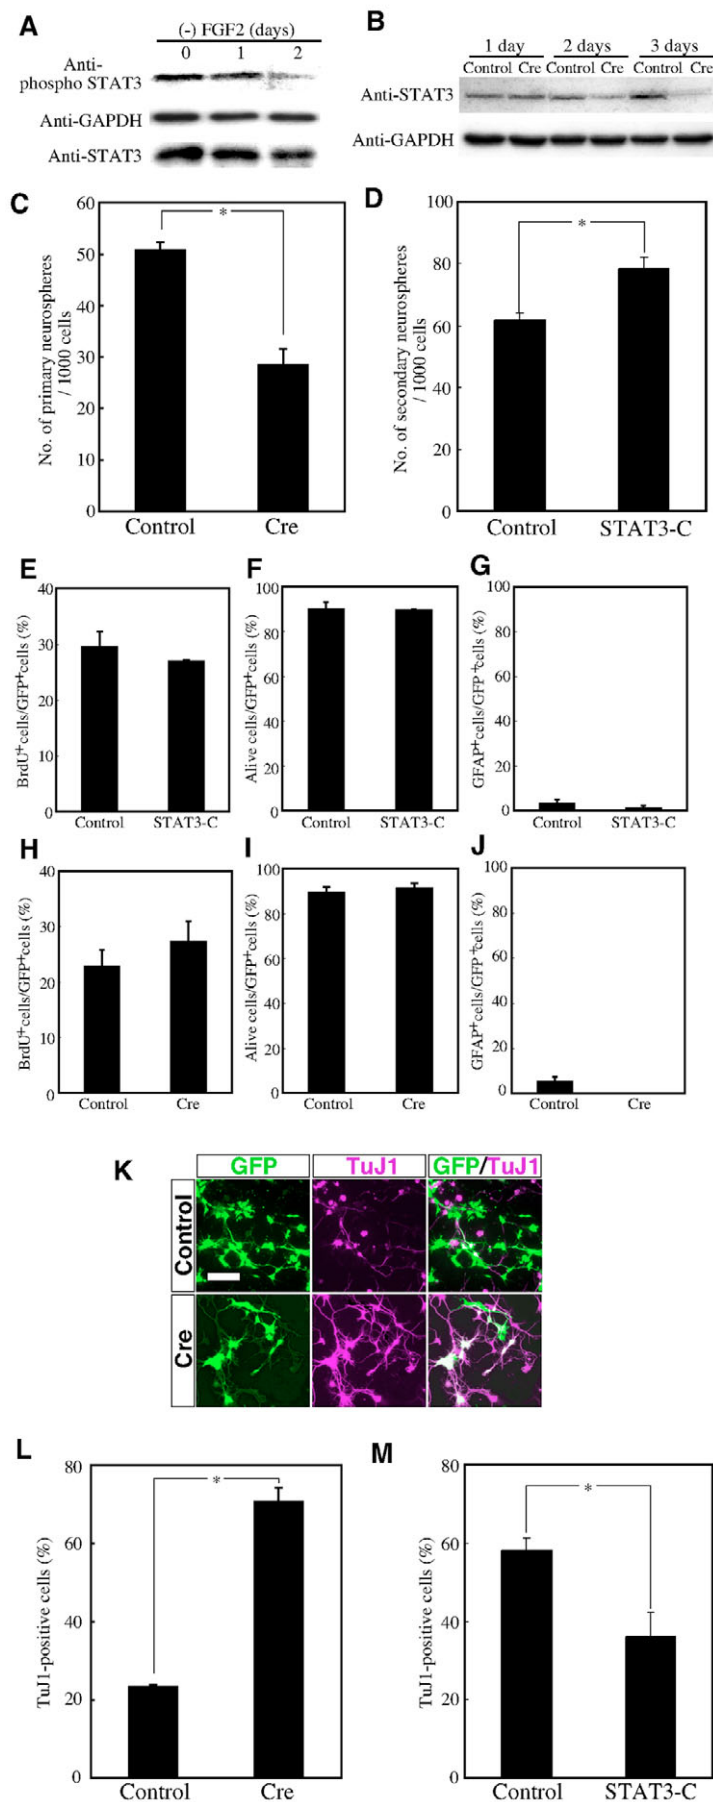 A
(-) FGF2 (days)
0 1 2
Anti-
phospho STAT3
Anti-GAPDH
Anti-STAT3
B
1 day 2 days 3 days
Control Cre Control Cre Control Cre
Anti-STAT3
Anti-GAPDH
C
No. of primary neurospheres
/ 1000 cells
60
50
40
30
20
10
0
*
Control Cre
D
No. of secondary neurospheres
/ 1000 cells
100
80
60
40
20
0
*
Control STAT3-C
E
BrdU+cells/GFP+cells (%)
40
30
20
10
0
Control STAT3-C
F
Alive cells/GFP+cells (%)
100
80
60
40
20
0
Control STAT3-C
G
GFAP+cells/GFP+cells (%)
100
80
60
40
20
0
Control STAT3-C
H
BrdU+cells/GFP+cells (%)
40
30
20
10
0
Control Cre
I
Alive cells/GFP+cells (%)
100
80
60
40
20
0
Control Cre
J
GFAP+cells/GFP+cells (%)
100
80
60
40
20
0
Control Cre
K
GFP TuJ1 GFP/TuJ1
Control
Cre
L
TuJ1-positive cells (%)
80
60
40
20
0
*
Control Cre
M
TuJ1-positive cells (%)
80
60
40
20
0
*
Control STAT3-C